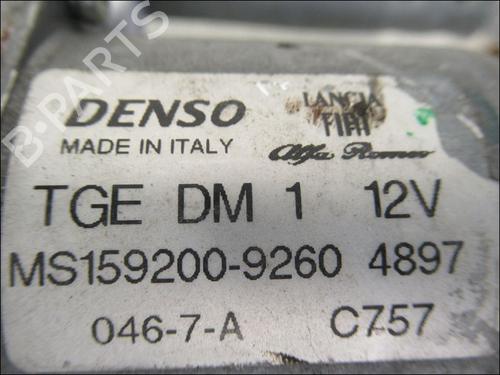 B-PARTS
DENSO
LANCIA
FIAT
MADE IN ITALY
Alfa Romeo
TGE DM 1 12V
MS159200-9260 4897
046-7-A C757